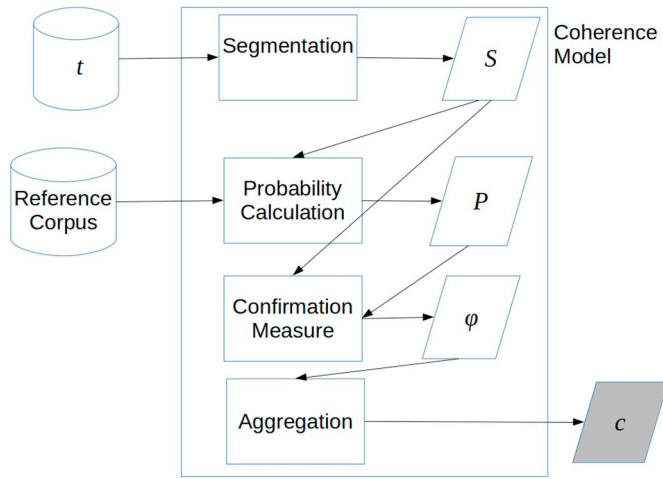 t
Segmentation
S
Coherence
Model
Reference
Corpus
Probability
Calculation
P
Confirmation
Measure
φ
Aggregation
c